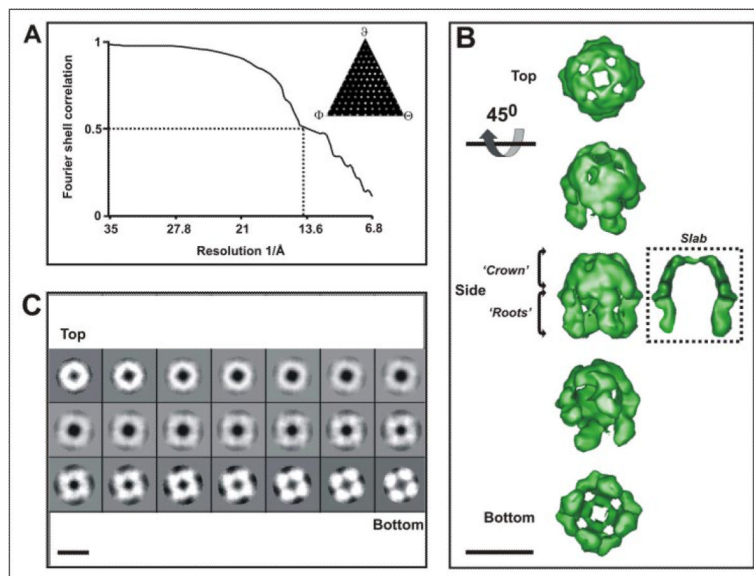 A
Fourier shell correlation
1
0.5
0
35 27.8 21 13.6 6.8
Resolution 1/Å
Φ Θ
B
Top
45⁰
Slab
'Crown'
Side
'Roots'
Bottom
C
Top
Bottom